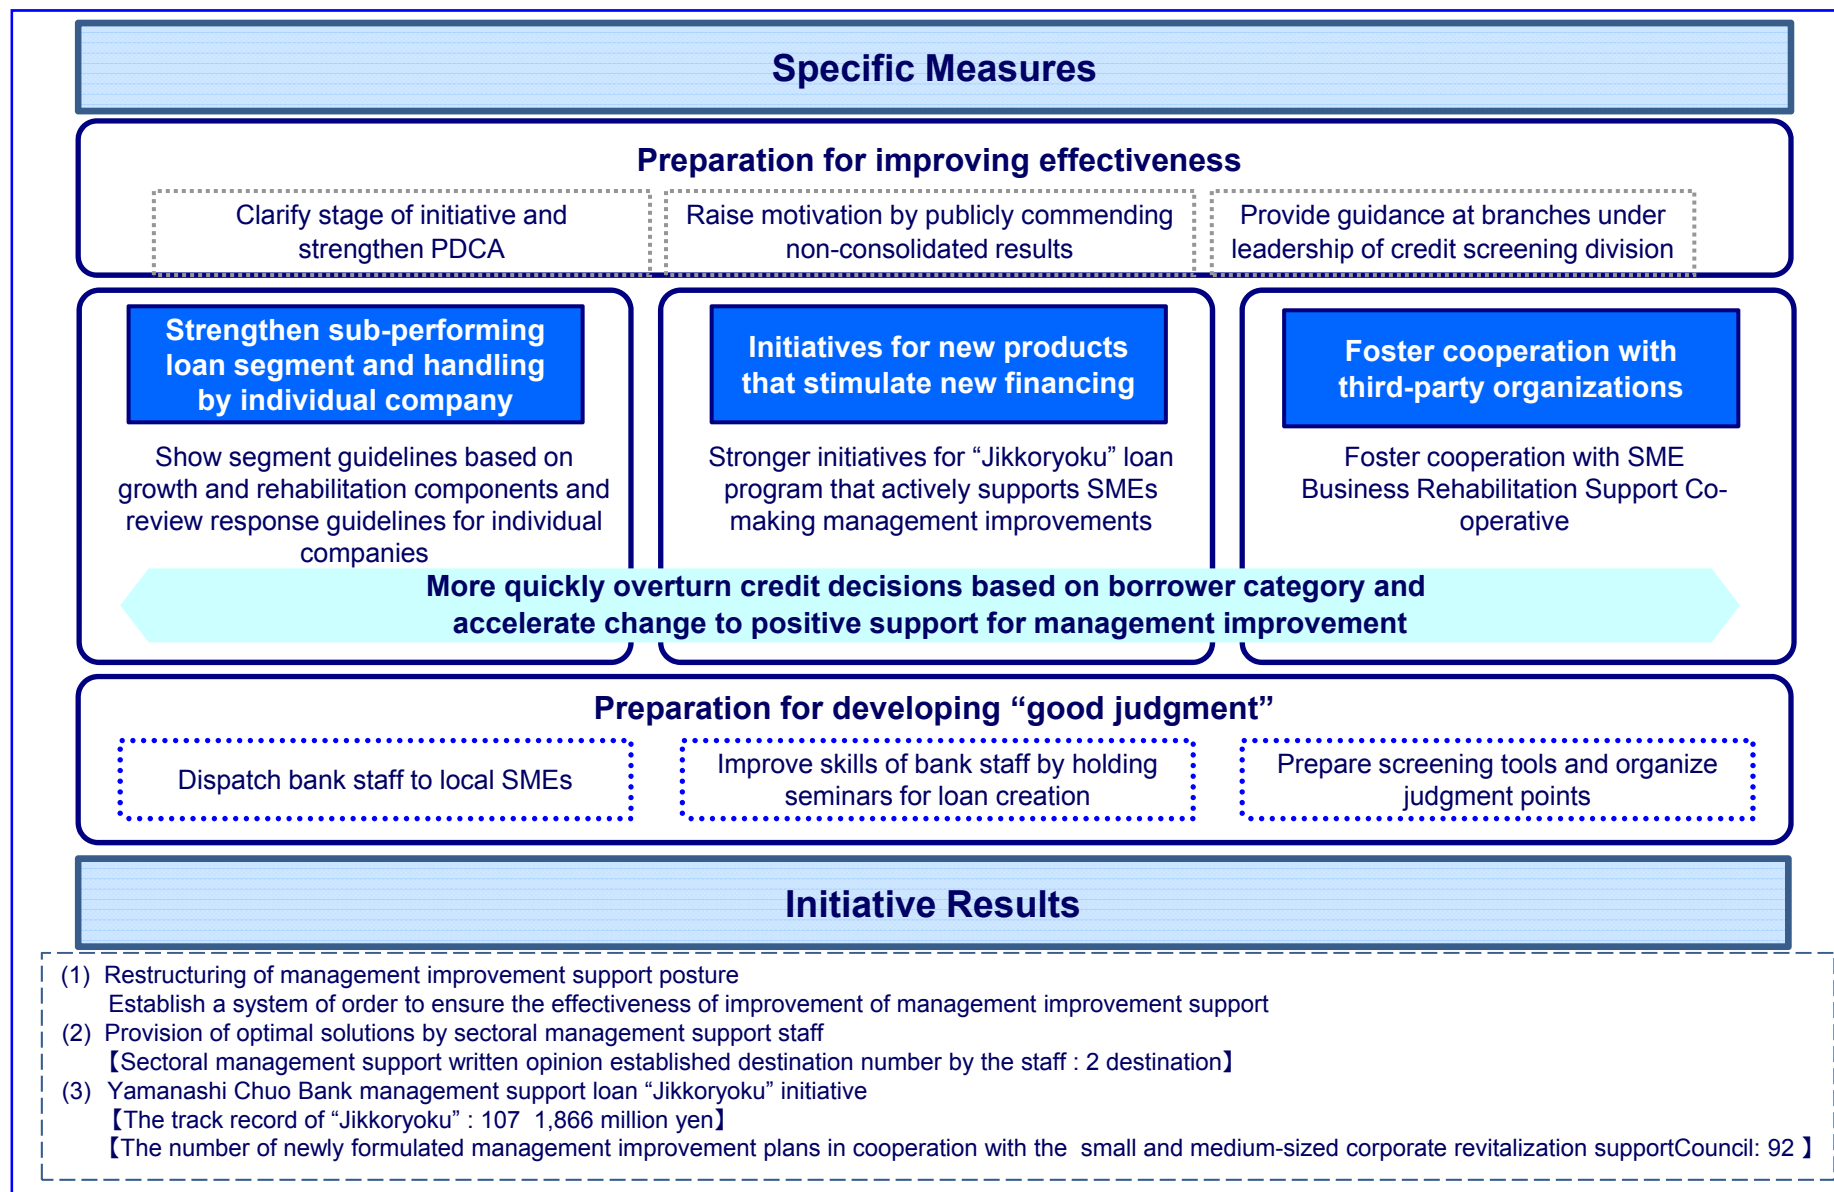 Specific Measures
Preparation for improving effectiveness
Clarify stage of initiative and
strengthen PDCA
Raise motivation by publicly commending
non-consolidated results
Provide guidance at branches under
leadership of credit screening division
Strengthen sub-performing
loan segment and handling
by individual company
Show segment guidelines based on
growth and rehabilitation components and
review response guidelines for individual
companies
Initiatives for new products
that stimulate new financing
Stronger initiatives for “Jikkoryoku” loan
program that actively supports SMEs
making management improvements
Foster cooperation with
third-party organizations
Foster cooperation with SME
Business Rehabilitation Support Co-
operative
More quickly overturn credit decisions based on borrower category and
accelerate change to positive support for management improvement
Preparation for developing “good judgment”
Dispatch bank staff to local SMEs
Improve skills of bank staff by holding
seminars for loan creation
Prepare screening tools and organize
judgment points
Initiative Results
(1) Restructuring of management improvement support posture
Establish a system of order to ensure the effectiveness of improvement of management improvement support
(2) Provision of optimal solutions by sectoral management support staff
【Sectoral management support written opinion established destination number by the staff : 2 destination】
(3) Yamanashi Chuo Bank management support loan “Jikkoryoku” initiative
【The track record of “Jikkoryoku” : 107 1,866 million yen】
【The number of newly formulated management improvement plans in cooperation with the small and medium-sized corporate revitalization supportCouncil: 92 】